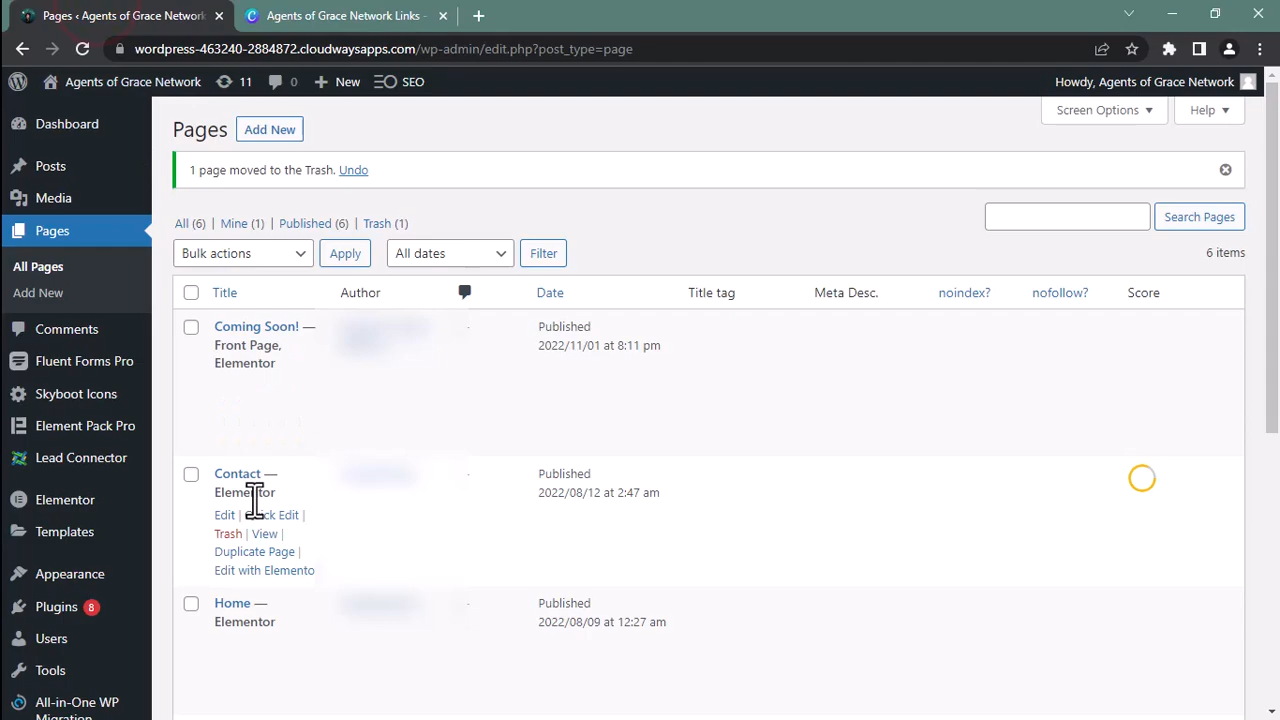 Pages ‹ Agents of Grace Network
Agents of Grace Network Links -
wordpress-463240-2884872.cloudwaysapps.com/wp-admin/edit.php?post_type=page
Agents of Grace Network 11 0 New SEO Howdy, Agents of Grace Network
Screen Options Help
Dashboard
Posts
Media
Pages
All Pages
Add New
Comments
Fluent Forms Pro
Skyboot Icons
Element Pack Pro
Lead Connector
Elementor
Templates
Appearance
Plugins 8
Users
Tools
All-in-One WP
Migration
Pages Add New
1 page moved to the Trash. Undo
All (6) | Mine (1) | Published (6) | Trash (1)
Search Pages
Bulk actions Apply All dates Filter 6 items
Title Author Date Title tag Meta Desc. noindex? nofollow? Score
Coming Soon! — Published
Front Page, 2022/11/01 at 8:11 pm
Elementor
Contact — Published
Elementor 2022/08/12 at 2:47 am
Edit | Quick Edit |
Trash | View |
Duplicate Page |
Edit with Elemento
Home — Published
Elementor 2022/08/09 at 12:27 am